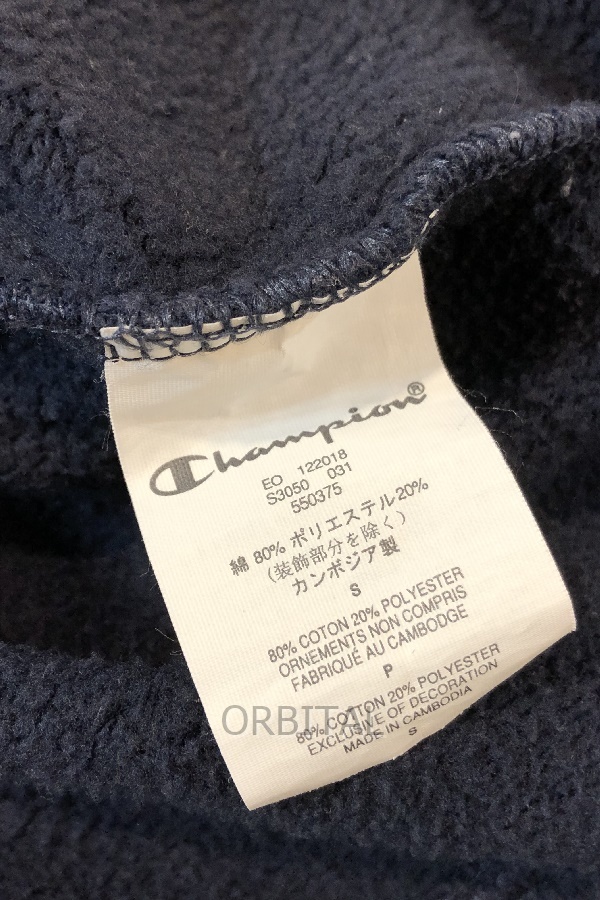 Champion®
EO 122018
S3050 031
550375
綿 80% ポリエステル20%
(装飾部分を除く)
カンボジア製
S
80% COTON 20% POLYESTER
ORNEMENTS NON COMPRIS
FABRIQUÉ AU CAMBODGE
P
80% COTTON 20% POLYESTER
EXCLUSIVE OF DECORATION
MADE IN CAMBODIA
S
ORBITAL